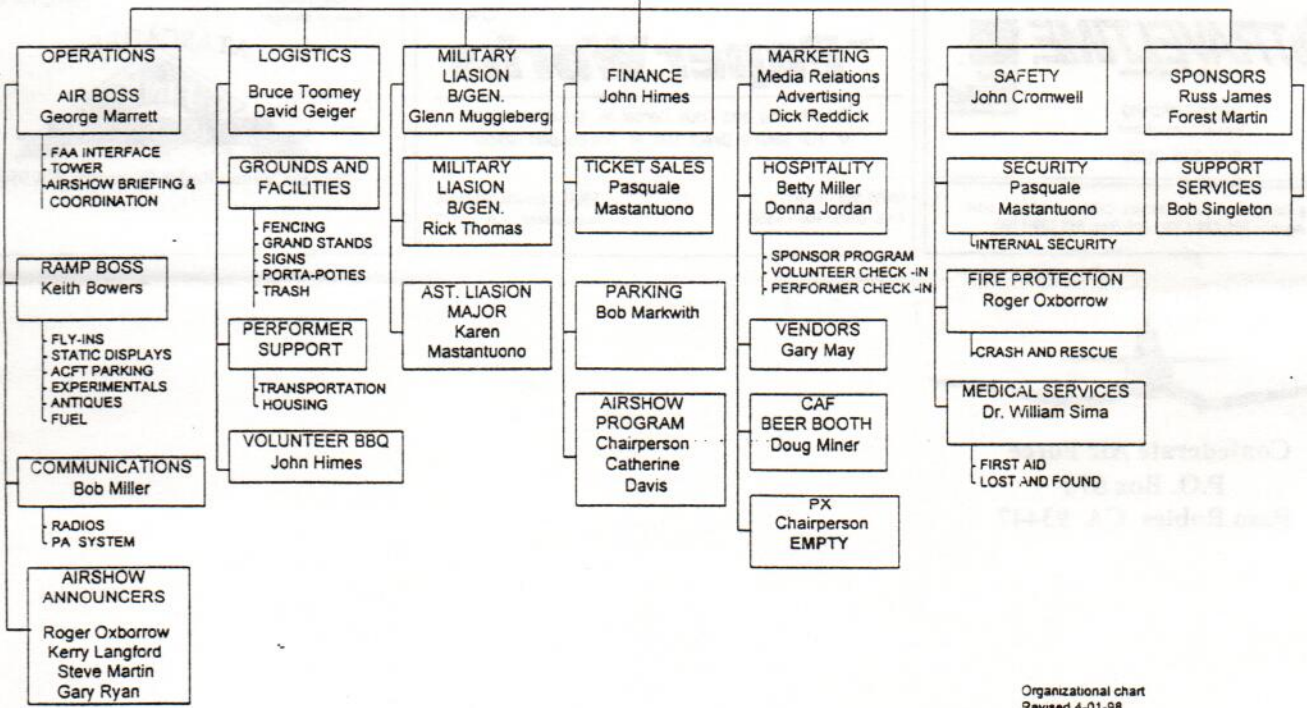 OPERATIONS
AIR BOSS
George Marrett
FAA INTERFACE
TOWER
AIRSHOW BRIEFING &
COORDINATION
RAMP BOSS
Keith Bowers
FLY-INS
STATIC DISPLAYS
ACFT PARKING
EXPERIMENTALS
ANTIQUES
FUEL
COMMUNICATIONS
Bob Miller
RADIOS
PA SYSTEM
AIRSHOW
ANNOUNCERS
Roger Oxborrow
Kerry Langford
Steve Martin
Gary Ryan
LOGISTICS
Bruce Toomey
David Geiger
GROUNDS AND
FACILITIES
FENCING
GRAND STANDS
SIGNS
PORTA-POTIES
TRASH
PERFORMER
SUPPORT
TRANSPORTATION
HOUSING
VOLUNTEER BBQ
John Himes
MILITARY
LIASION
B/GEN.
Glenn Muggleberg
MILITARY
LIASION
B/GEN.
Rick Thomas
AST. LIASION
MAJOR
Karen
Mastantuono
FINANCE
John Himes
TICKET SALES
Pasquale
Mastantuono
PARKING
Bob Markwith
AIRSHOW
PROGRAM
Chairperson
Catherine
Davis
MARKETING
Media Relations
Advertising
Dick Reddick
HOSPITALITY
Betty Miller
Donna Jordan
SPONSOR PROGRAM
VOLUNTEER CHECK -IN
PERFORMER CHECK -IN
VENDORS
Gary May
CAF
BEER BOOTH
Doug Miner
PX
Chairperson
EMPTY
SAFETY
John Cromwell
SECURITY
Pasquale
Mastantuono
INTERNAL SECURITY
FIRE PROTECTION
Roger Oxborrow
CRASH AND RESCUE
MEDICAL SERVICES
Dr. William Sima
FIRST AID
LOST AND FOUND
SPONSORS
Russ James
Forest Martin
SUPPORT
SERVICES
Bob Singleton
Confederate Air Force
P.O. Box
Paso Robles, CA. 93447
Organizational chart
Revised 4-01-98